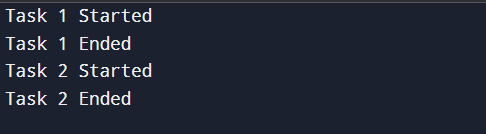 Task 1 Started
Task 1 Ended
Task 2 Started
Task 2 Ended